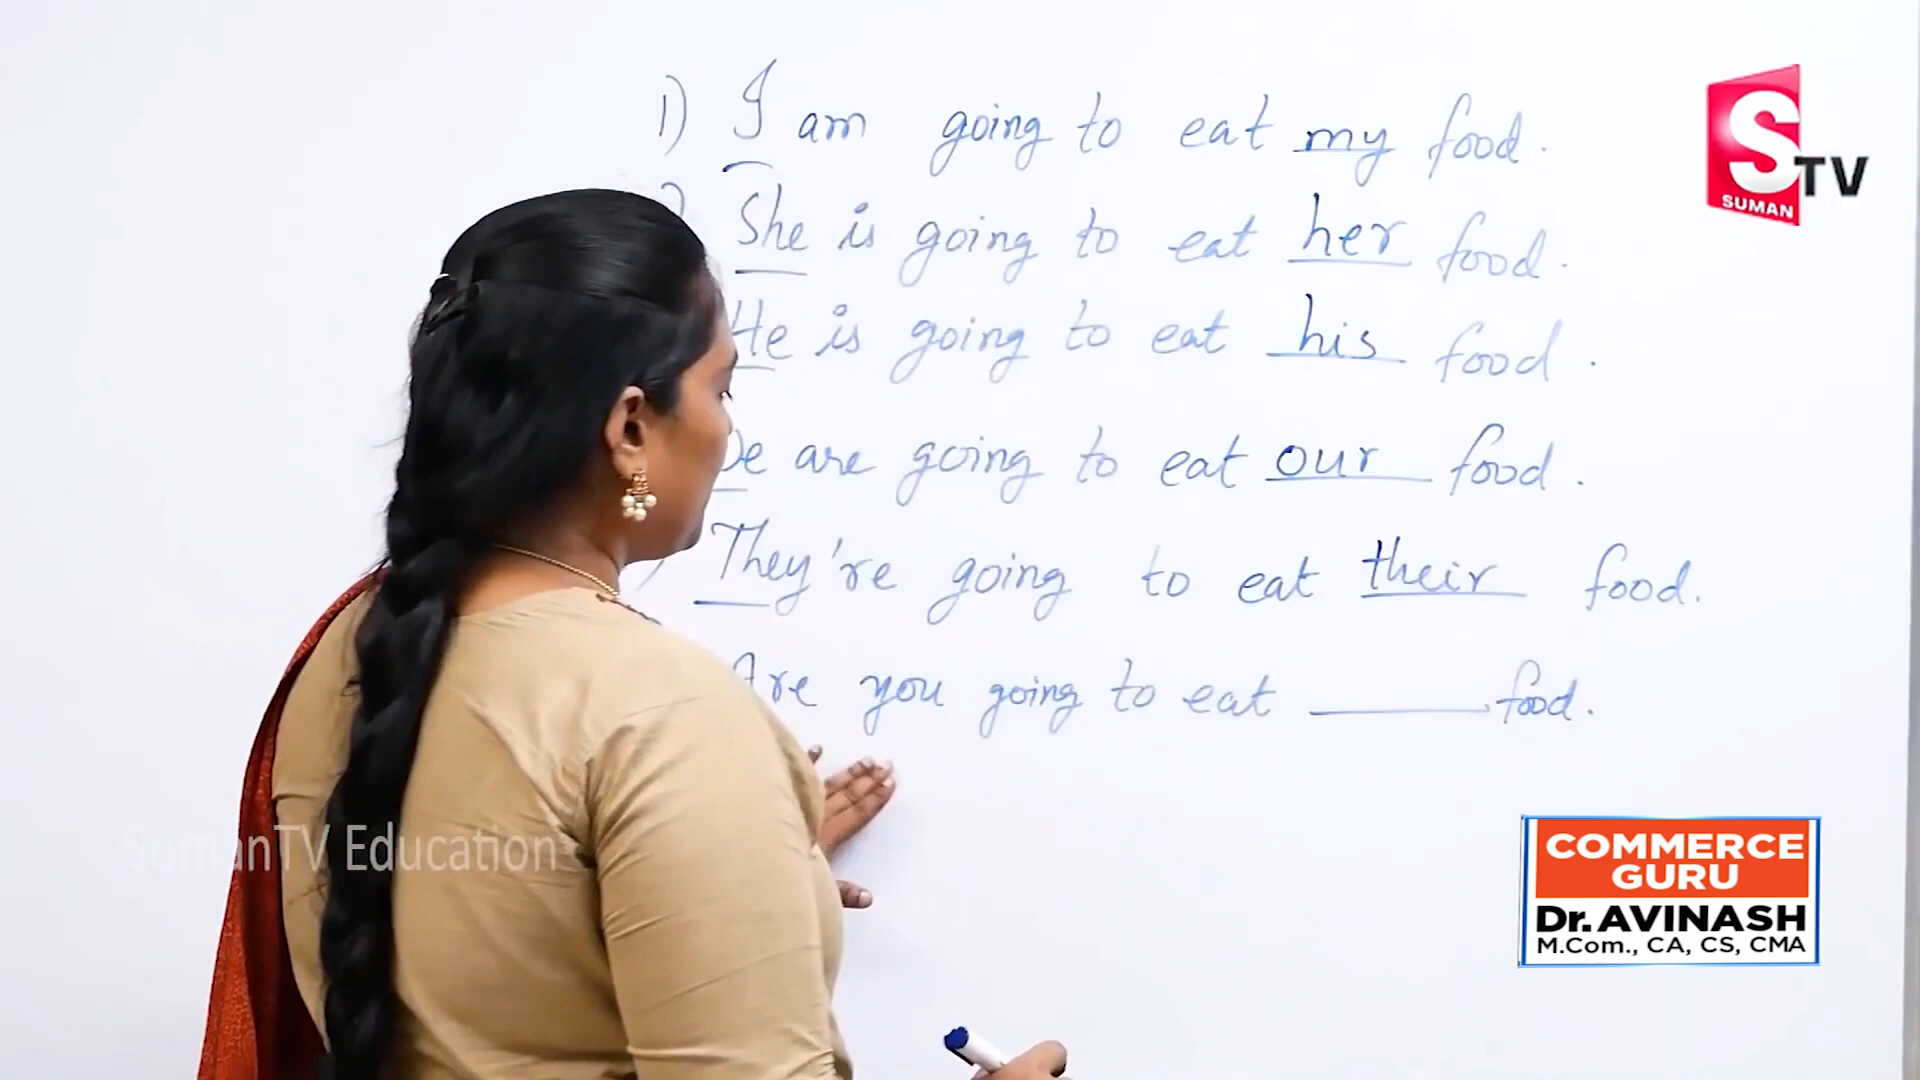 1) I am going to eat my food.
She is going to eat her food.
He is going to eat his food.
are going to eat our food.
They're going to eat their food.
Are you going to eat ______ food.
S TV
SUMAN
SumanTV Education
COMMERCE
GURU
Dr. AVINASH
M.Com., CA, CS, CMA